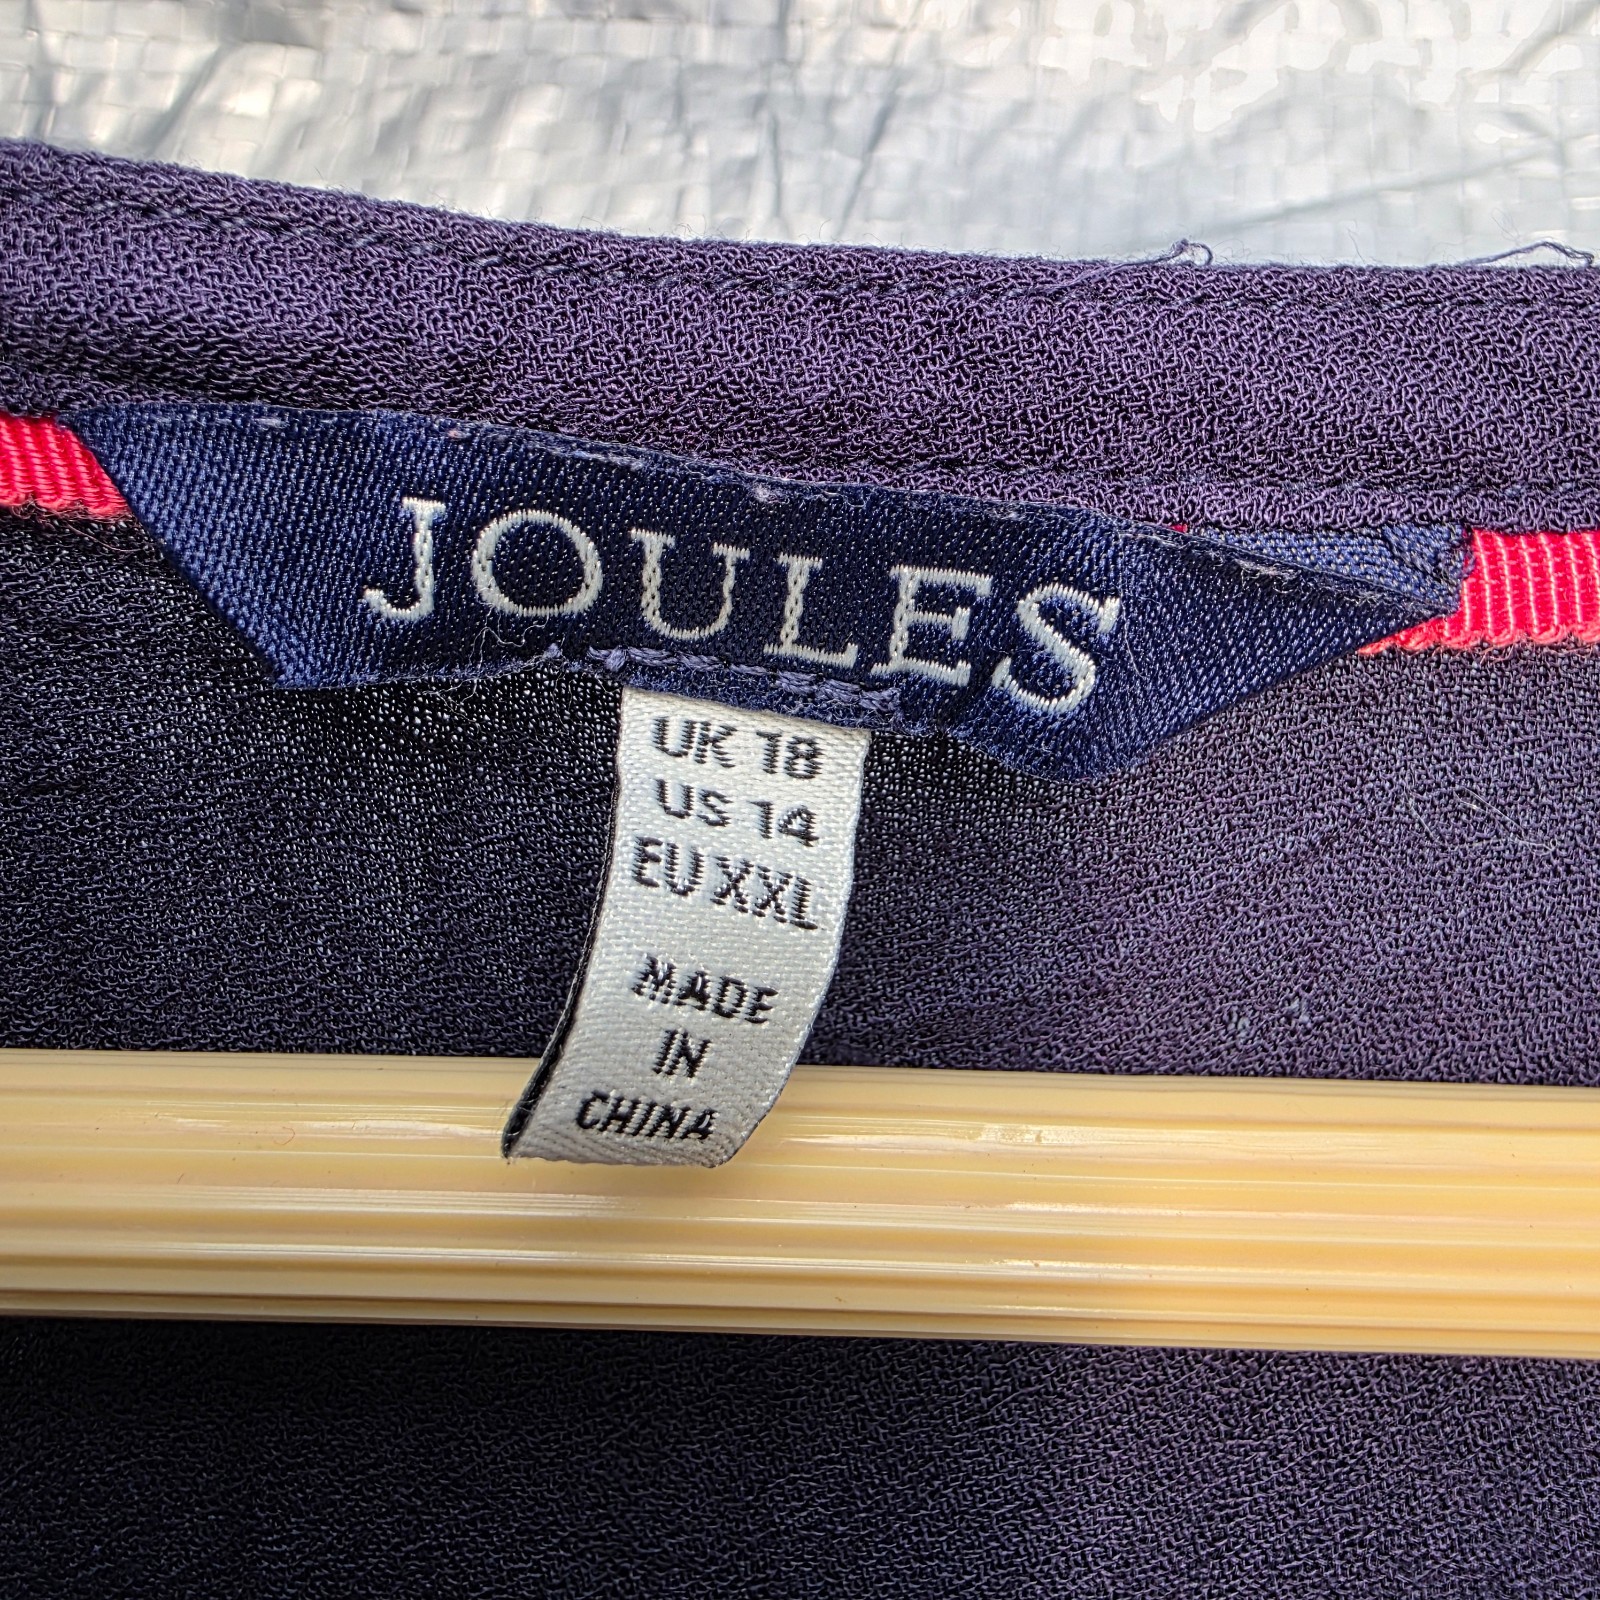 JOULES
UK 18
US 14
EU XXL
MADE
IN
CHINA